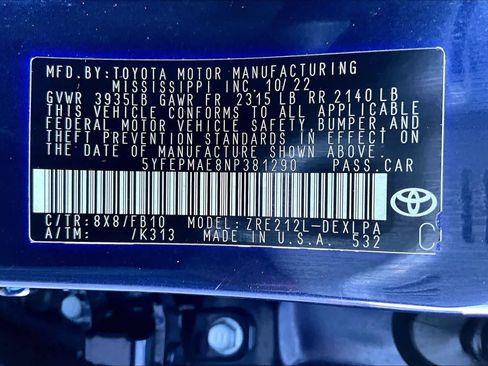 MFD.BY:TOYOTA MOTOR MANUFACTURING
MISSISSIPPI INC. 10/22
GVWR 3935LB GAWR FR 2315 LB RR 2140 LB
THIS VEHICLE CONFORMS TO ALL APPLICABLE
FEDERAL MOTOR VEHICLE SAFETY,BUMPER,AND
THEFT PREVENTION STANDARDS IN EFFECT ON
THE DATE OF MANUFACTURE SHOWN ABOVE.
5YFEPMAE8NP381290 PASS.CAR
C/TR:8X8/FB10 MODEL:ZRE212L-DEXLPA
A/TM: /K313 MADE IN U.S.A. 532
C